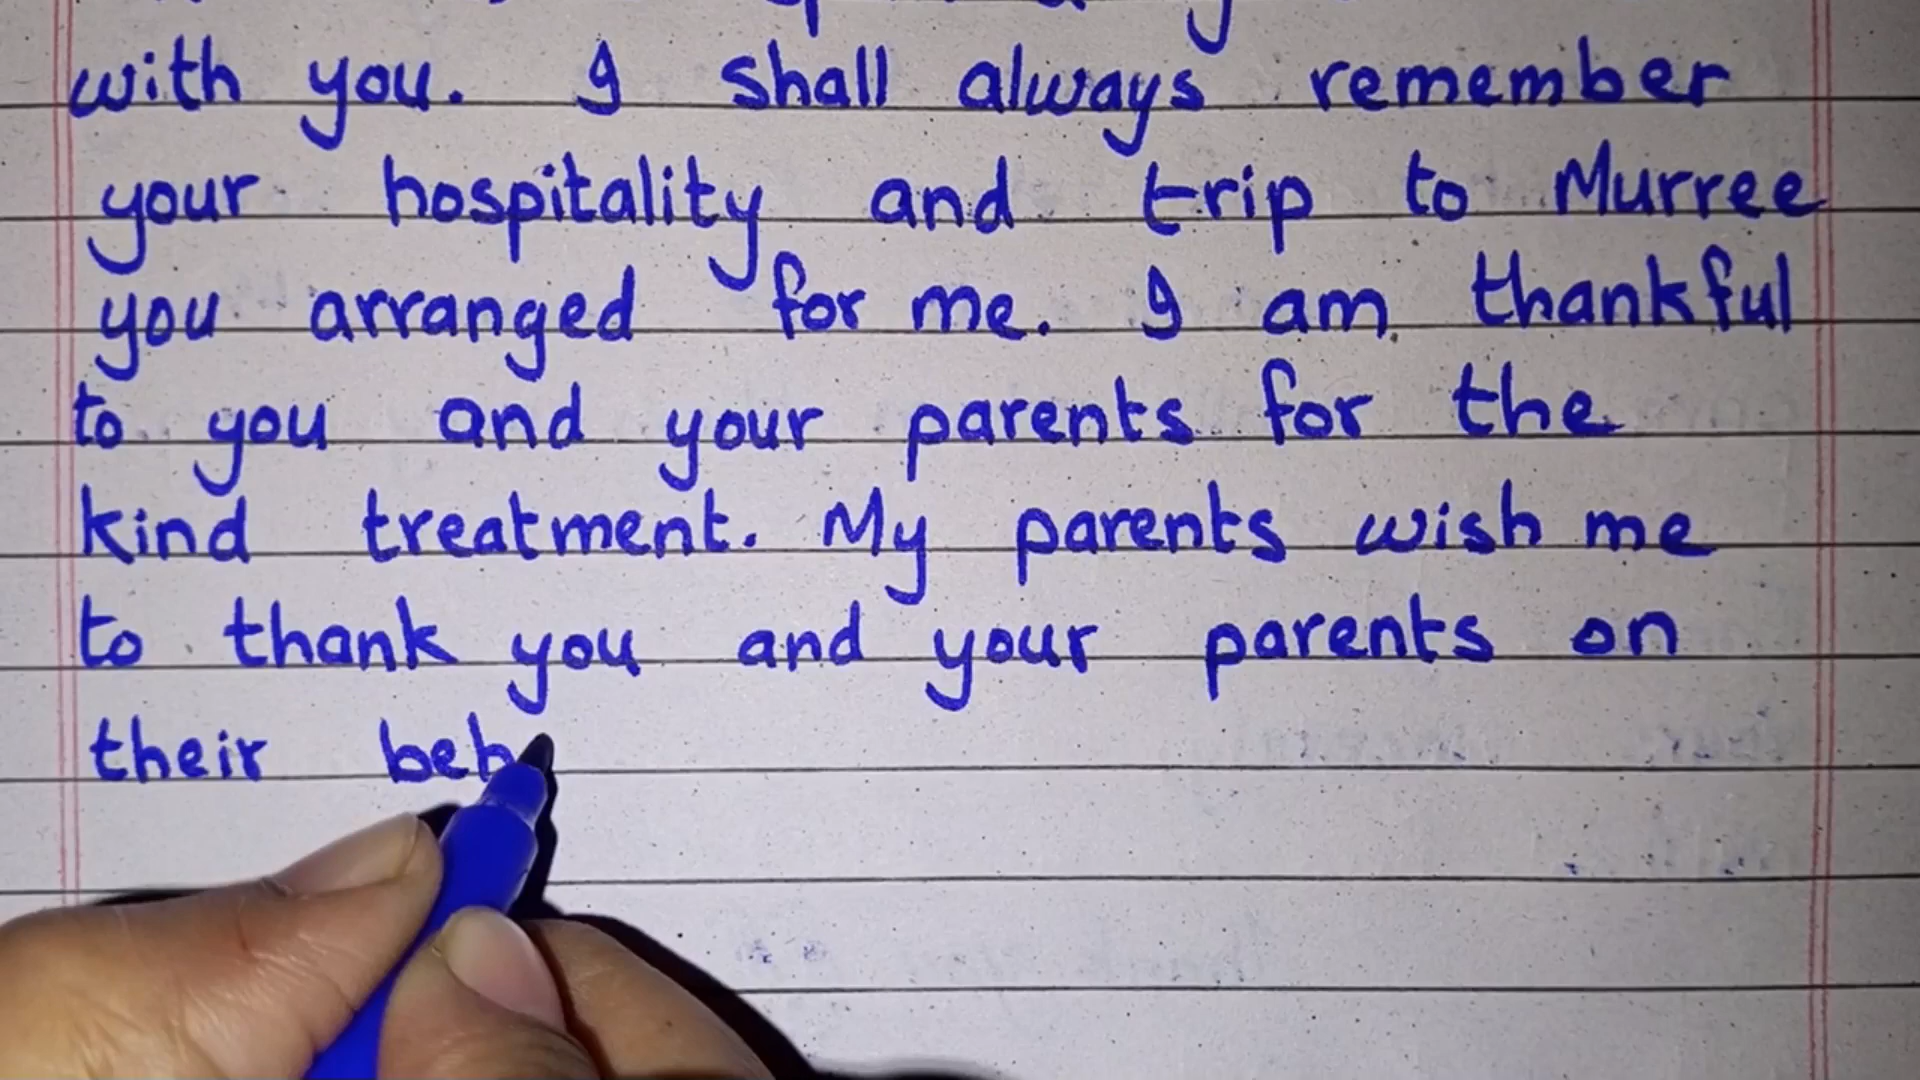 with you. I shall always remember
your hospitality and trip to Murree
you arranged for me. I am thankful
to you and your parents for the
kind treatment. My parents wish me
to thank you and your parents on
their beh